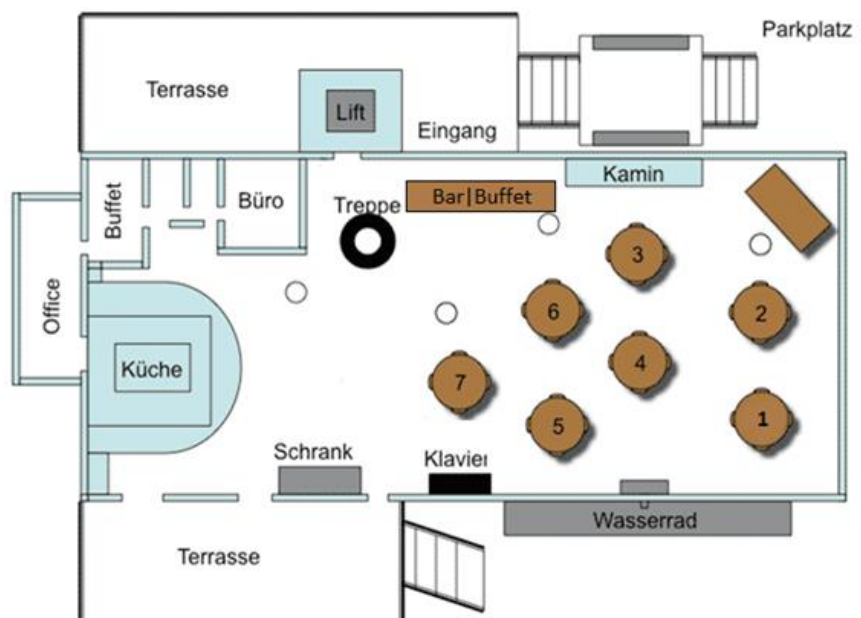 Parkplatz
Terrasse
Lift
Eingang
Kamin
Buffet
Büro
Treppe
Bar|Buffet
3
Office
6
2
Küche
4
7
1
5
Schrank
Klavier
Wasserrad
Terrasse